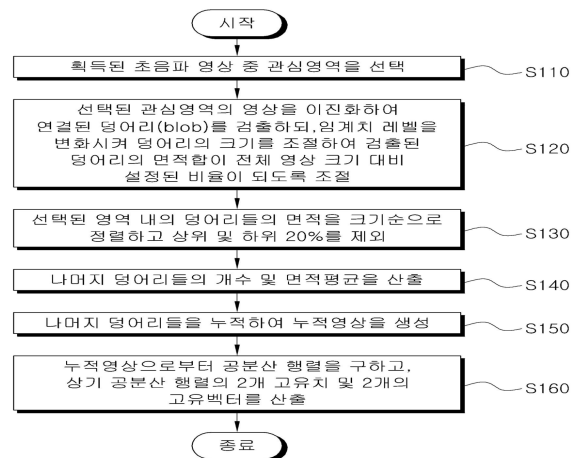 시작
획득된 초음파 영상 중 관심영역을 선택
S110
선택된 관심영역의 영상을 이진화하여
연결된 덩어리(blob)를 검출하되,임계치 레벨을
변화시켜 덩어리의 크기를 조절하여 검출된
덩어리의 면적합이 전체 영상 크기 대비
설정된 비율이 되도록 조절
S120
선택된 영역 내의 덩어리들의 면적을 크기순으로
정렬하고 상위 및 하위 20%를 제외
S130
나머지 덩어리들의 개수 및 면적평균을 산출
S140
나머지 덩어리들을 누적하여 누적영상을 생성
S150
누적영상으로부터 공분산 행렬을 구하고,
상기 공분산 행렬의 2개 고유치 및 2개의
고유벡터를 산출
S160
종료